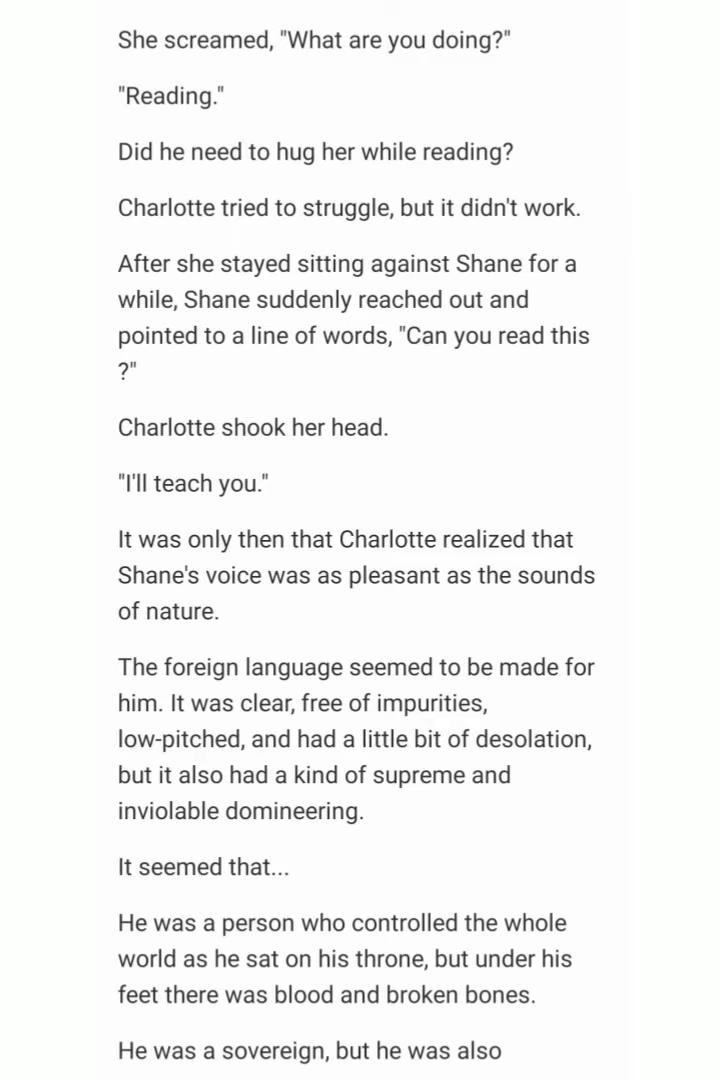 She screamed, "What are you doing?"
"Reading."
Did he need to hug her while reading?
Charlotte tried to struggle, but it didn't work.
After she stayed sitting against Shane for a
while, Shane suddenly reached out and
pointed to a line of words, "Can you read this
?"
Charlotte shook her head.
"I'll teach you."
It was only then that Charlotte realized that
Shane's voice was as pleasant as the sounds
of nature.
The foreign language seemed to be made for
him. It was clear, free of impurities,
low-pitched, and had a little bit of desolation,
but it also had a kind of supreme and
inviolable domineering.
It seemed that...
He was a person who controlled the whole
world as he sat on his throne, but under his
feet there was blood and broken bones.
He was a sovereign, but he was also